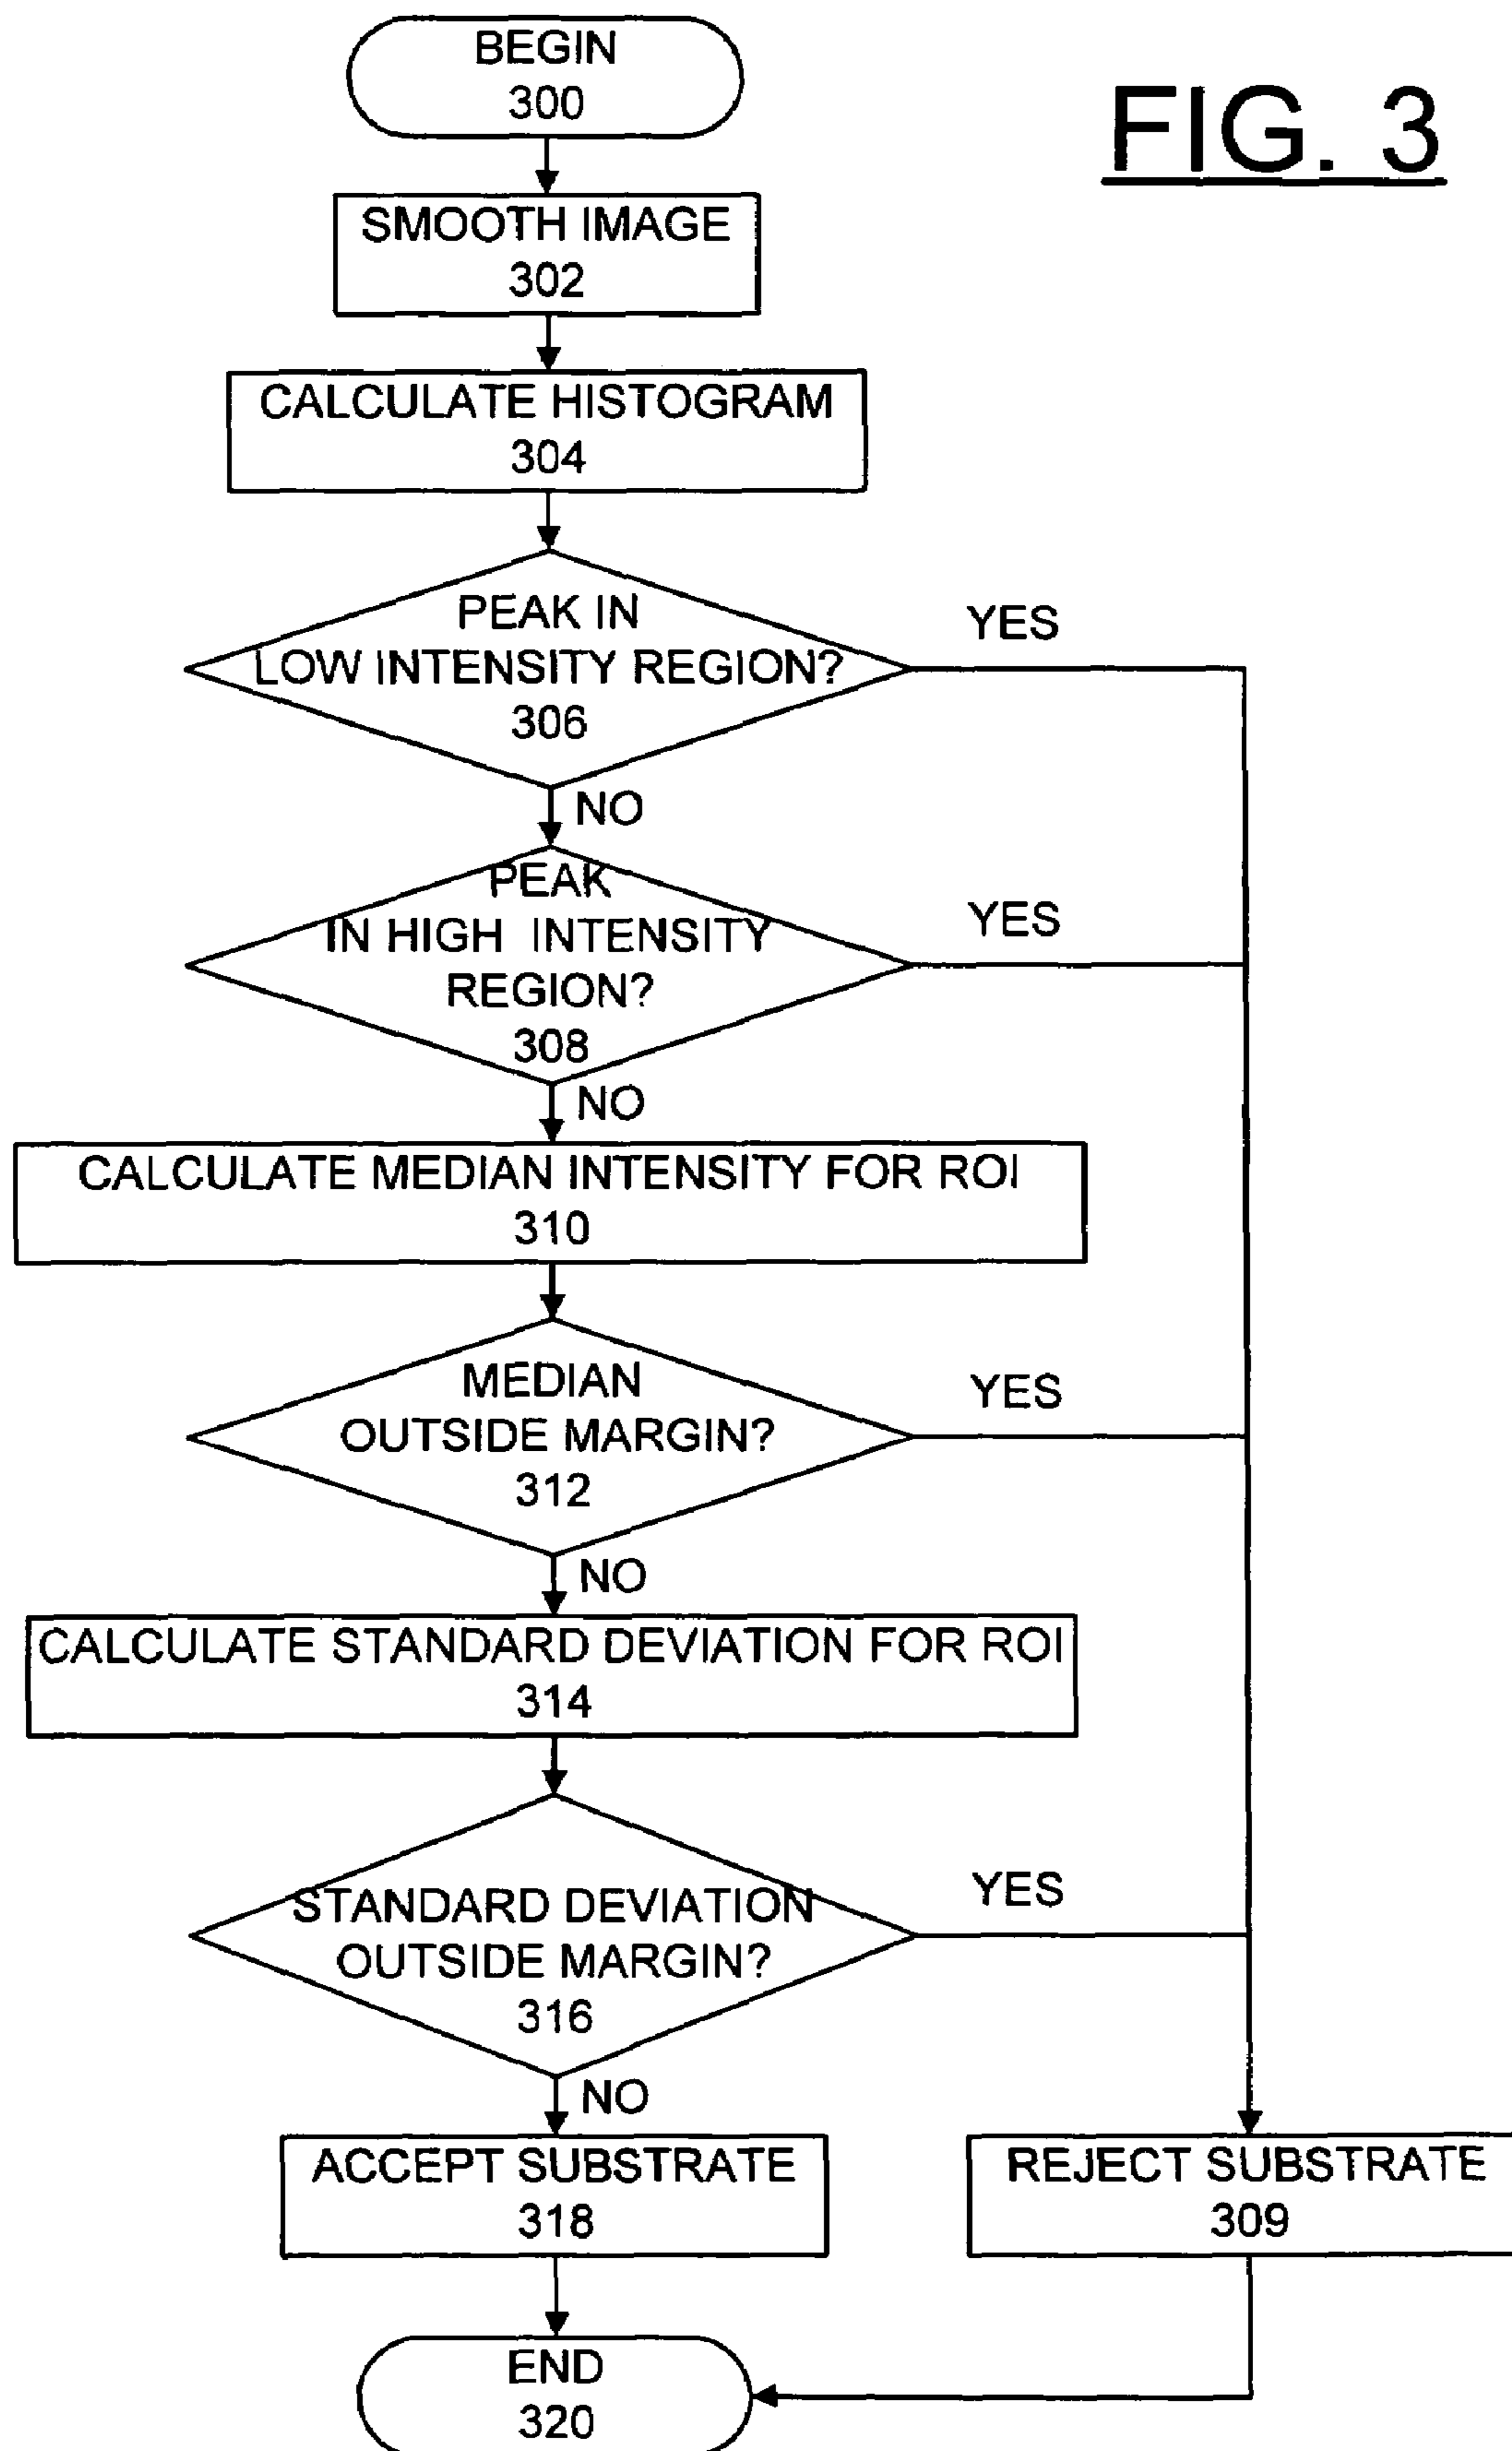 BEGIN
300
FIG. 3
SMOOTH IMAGE
302
CALCULATE HISTOGRAM
304
PEAK IN
LOW INTENSITY REGION?
306
YES
NO
PEAK
IN HIGH INTENSITY
REGION?
308
YES
NO
CALCULATE MEDIAN INTENSITY FOR ROI
310
MEDIAN
OUTSIDE MARGIN?
312
YES
NO
CALCULATE STANDARD DEVIATION FOR ROI
314
STANDARD DEVIATION
OUTSIDE MARGIN?
316
YES
NO
ACCEPT SUBSTRATE
318
REJECT SUBSTRATE
309
END
320